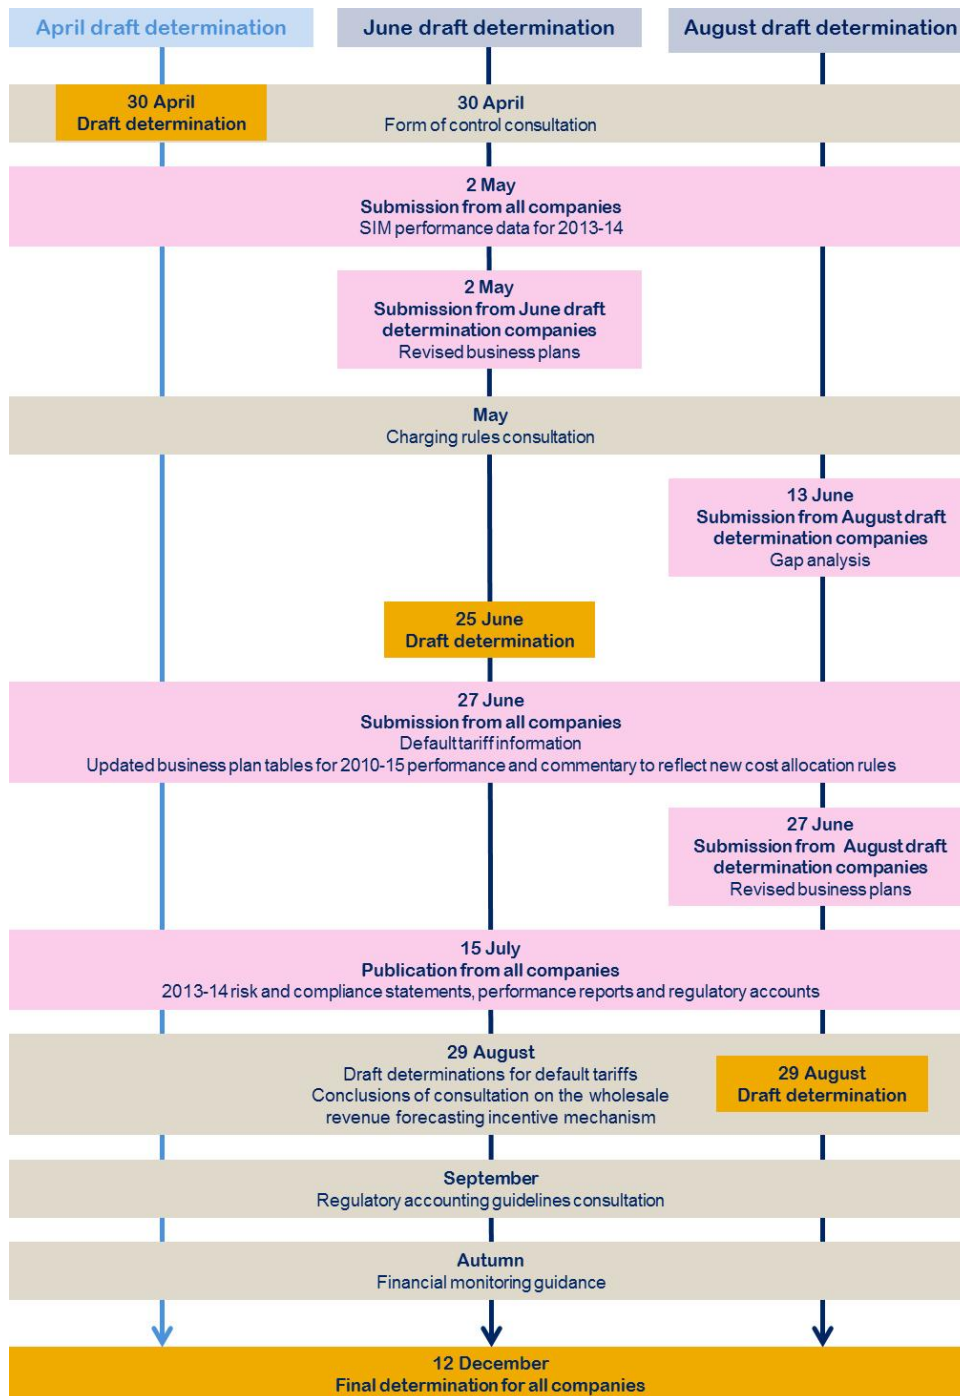 April draft determination
June draft determination
August draft determination
30 April
Draft determination
30 April
Form of control consultation
2 May
Submission from all companies
SIM performance data for 2013-14
2 May
Submission from June draft
determination companies
Revised business plans
May
Charging rules consultation
13 June
Submission from August draft
determination companies
Gap analysis
25 June
Draft determination
27 June
Submission from all companies
Default tariff information
Updated business plan tables for 2010-15 performance and commentary to reflect new cost allocation rules
27 June
Submission from August draft
determination companies
Revised business plans
15 July
Publication from all companies
2013-14 risk and compliance statements, performance reports and regulatory accounts
29 August
Draft determinations for default tariffs
Conclusions of consultation on the wholesale
revenue forecasting incentive mechanism
29 August
Draft determination
September
Regulatory accounting guidelines consultation
Autumn
Financial monitoring guidance
12 December
Final determination for all companies